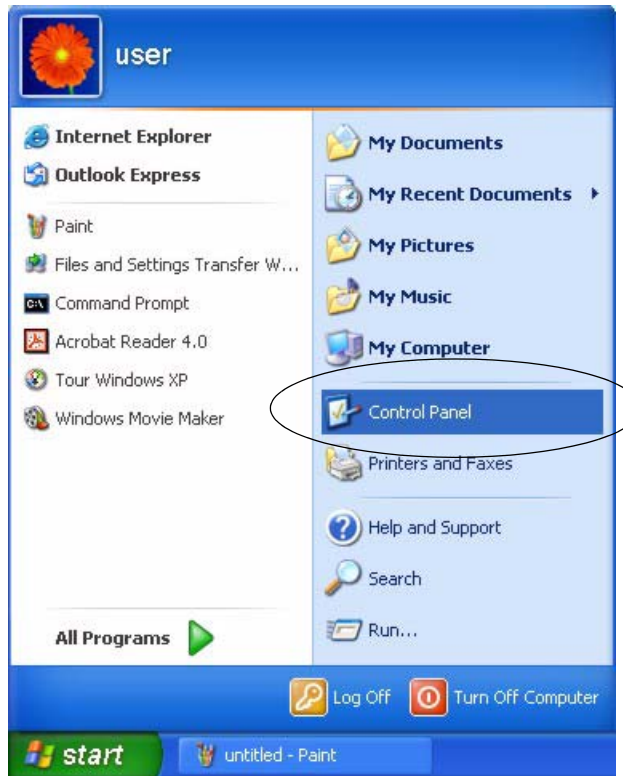 user
Internet Explorer
Outlook Express
Paint
Files and Settings Transfer W...
Command Prompt
Acrobat Reader 4.0
Tour Windows XP
Windows Movie Maker
All Programs
My Documents
My Recent Documents
My Pictures
My Music
My Computer
Control Panel
Printers and Faxes
Help and Support
Search
Run...
Log Off
Turn Off Computer
start
untitled - Paint